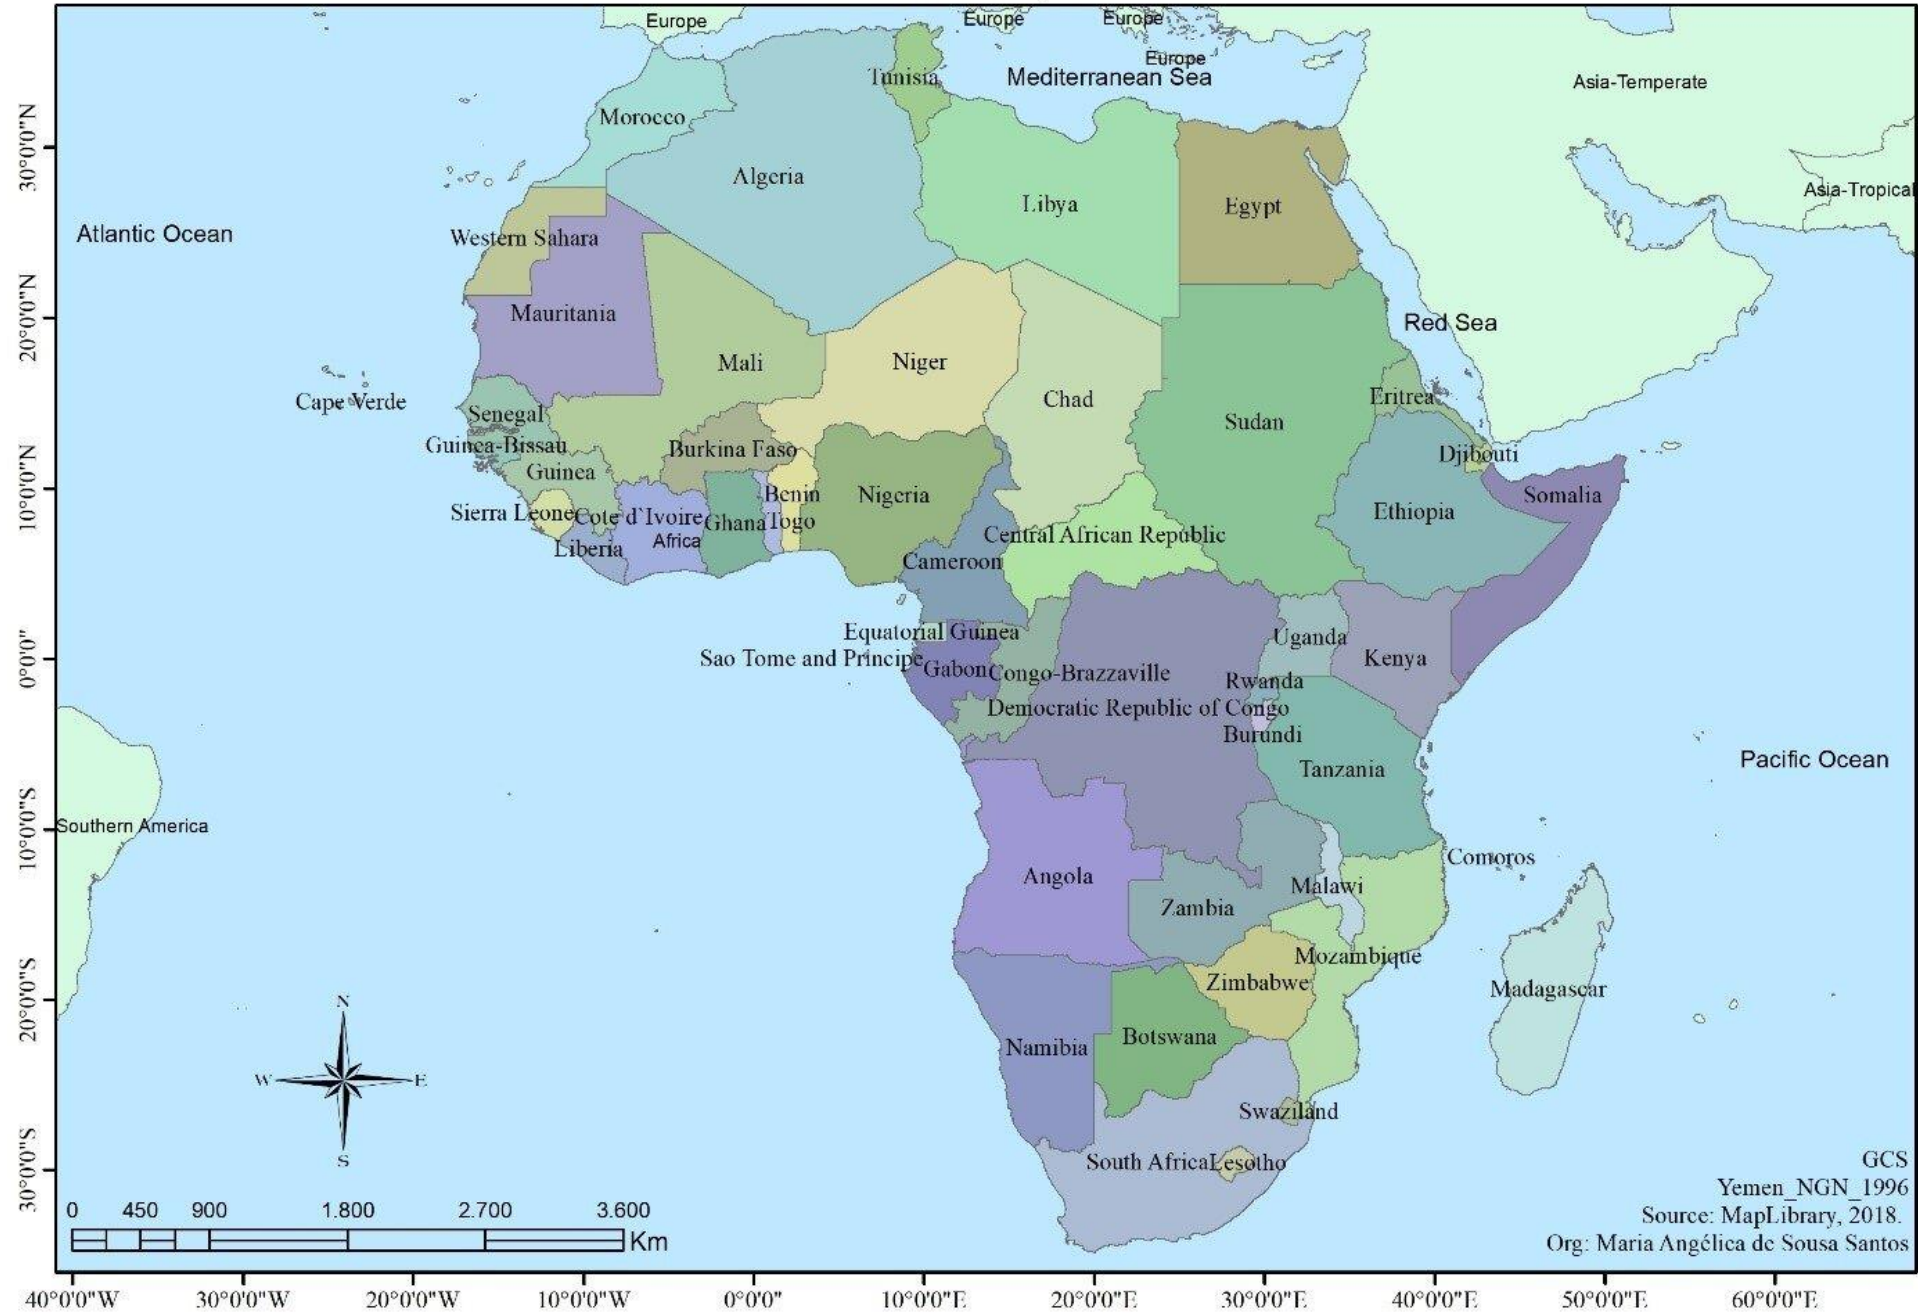 Europe
Europe
Europe
Europe
Mediterranean Sea
Asia-Temperate
Asia-Tropical
Tunisia
Morocco
Algeria
Libya
Egypt
Atlantic Ocean
Western Sahara
Mauritania
Mali
Niger
Chad
Sudan
Red Sea
Eritrea
Cape Verde
Senegal
Guinea-Bissau
Guinea
Burkina Faso
Djibouti
Sierra Leone
Cote d`Ivoire
Africa
Ghana
Benin
Togo
Nigeria
Liberia
Central African Republic
Cameroon
Ethiopia
Somalia
Equatorial Guinea
Sao Tome and Principe
Gabon
Congo-Brazzaville
Democratic Republic of Congo
Uganda
Kenya
Rwanda
Burundi
Tanzania
Pacific Ocean
Southern America
Angola
Zambia
Malawi
Comoros
Mozambique
Zimbabwe
Madagascar
Namibia
Botswana
Swaziland
South Africa
Lesotho
N
W
E
S
0 450 900 1.800 2.700 3.600
Km
GCS
Yemen_NGN_1996
Source: MapLibrary, 2018.
Org: Maria Angélica de Sousa Santos
30°0'0"N
20°0'0"N
10°0'0"N
0°0'0"
10°0'0"S
20°0'0"S
30°0'0"S
40°0'0"W 30°0'0"W 20°0'0"W 10°0'0"W 0°0'0" 10°0'0"E 20°0'0"E 30°0'0"E 40°0'0"E 50°0'0"E 60°0'0"E